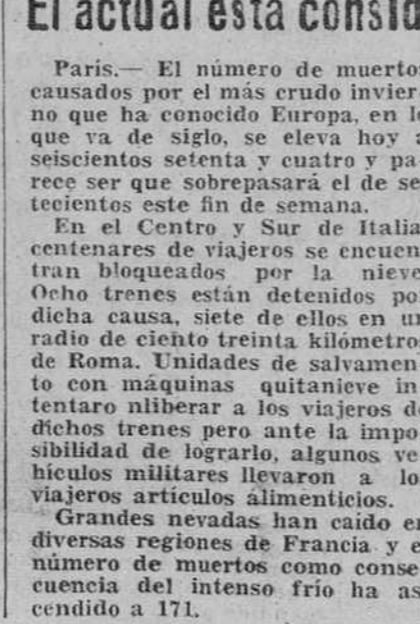 El actual está consid
París.— El número de muerto
causados por el más crudo invier
no que ha conocido Europa, en l
que va de siglo, se eleva hoy a
seiscientos setenta y cuatro y pa
rece ser que sobrepasará el de se
tecientos este fin de semana.
En el Centro y Sur de Italia
centenares de viajeros se encuen
tran bloqueados por la nieve
Ocho trenes están detenidos po
dicha causa, siete de ellos en un
radio de ciento treinta kilómetro
de Roma. Unidades de salvamen
to con máquinas quitanieve in
tentaro nliberar a los viajeros d
dichos trenes pero ante la impo
sibilidad de lograrlo, algunos ve
hículos militares llevaron a lo
viajeros artículos álimenticios.
Grandes nevadas han caído en
diversas regiones de Francia y e
número de muertos como conse
cuencia del intenso frío ha as
cendido a 171.